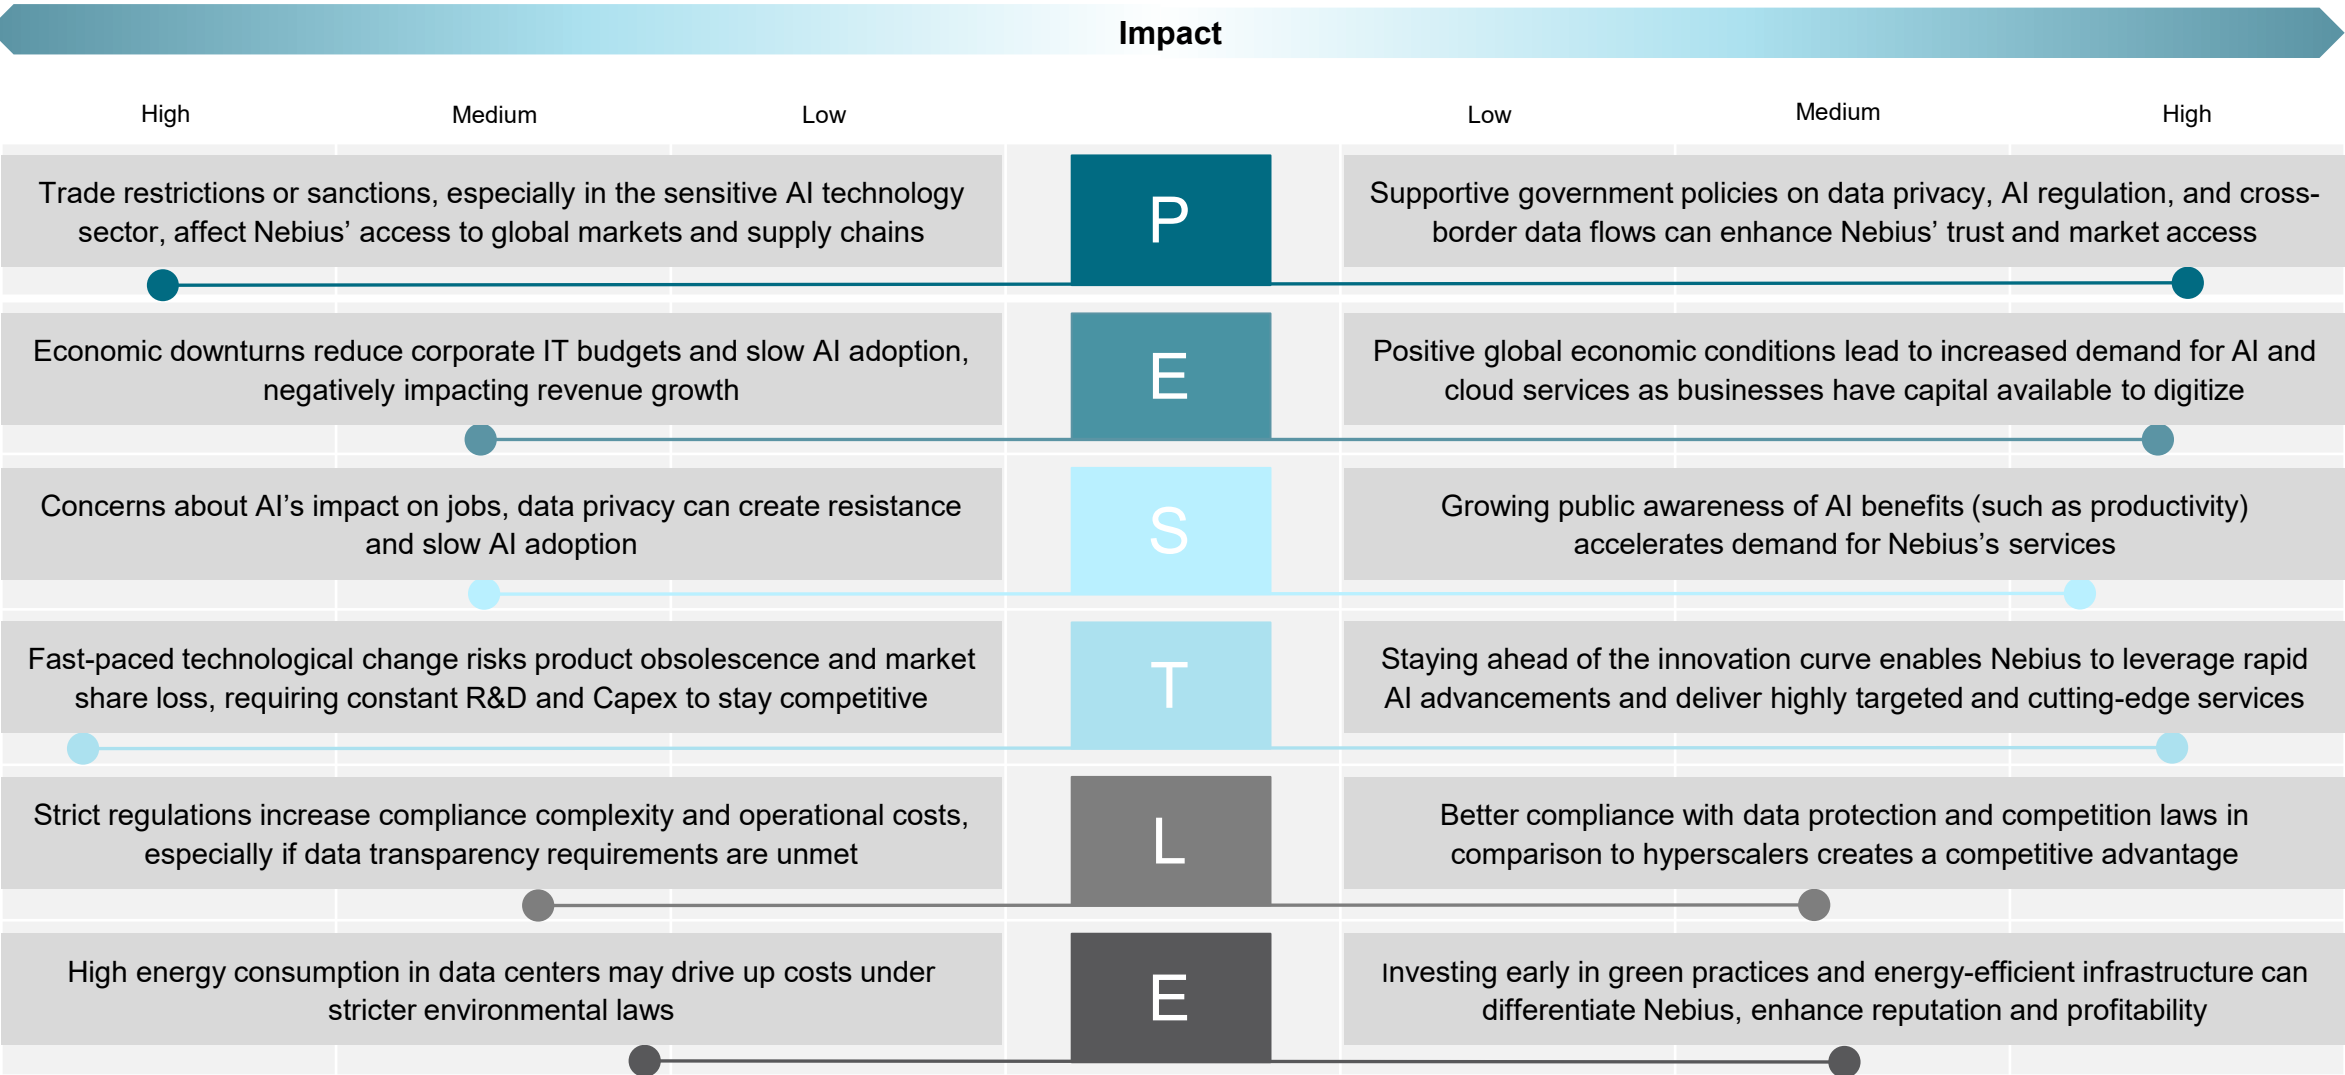 Impact
High Medium Low Low Medium High
Trade restrictions or sanctions, especially in the sensitive AI technology
sector, affect Nebius’ access to global markets and supply chains
P
Supportive government policies on data privacy, AI regulation, and cross-
border data flows can enhance Nebius’ trust and market access
Economic downturns reduce corporate IT budgets and slow AI adoption,
negatively impacting revenue growth
E
Positive global economic conditions lead to increased demand for AI and
cloud services as businesses have capital available to digitize
Concerns about AI’s impact on jobs, data privacy can create resistance
and slow AI adoption
S
Growing public awareness of AI benefits (such as productivity)
accelerates demand for Nebius’s services
Fast-paced technological change risks product obsolescence and market
share loss, requiring constant R&D and Capex to stay competitive
T
Staying ahead of the innovation curve enables Nebius to leverage rapid
AI advancements and deliver highly targeted and cutting-edge services
Strict regulations increase compliance complexity and operational costs,
especially if data transparency requirements are unmet
L
Better compliance with data protection and competition laws in
comparison to hyperscalers creates a competitive advantage
High energy consumption in data centers may drive up costs under
stricter environmental laws
E
Investing early in green practices and energy-efficient infrastructure can
differentiate Nebius, enhance reputation and profitability